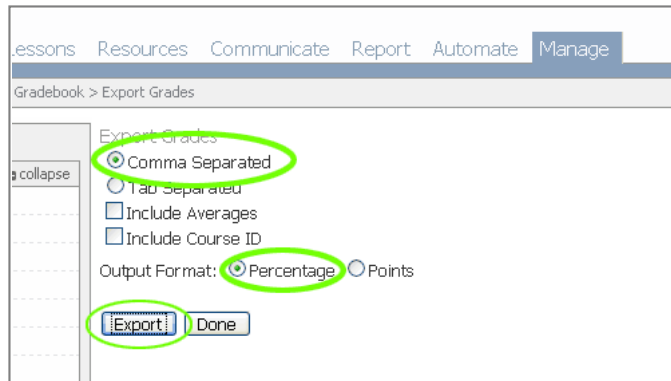 Lessons Resources Communicate Report Automate Manage
Gradebook > Export Grades
Export Grades
collapse
Comma Separated
Tab Separated
Include Averages
Include Course ID
Output Format: Percentage Points
Export Done